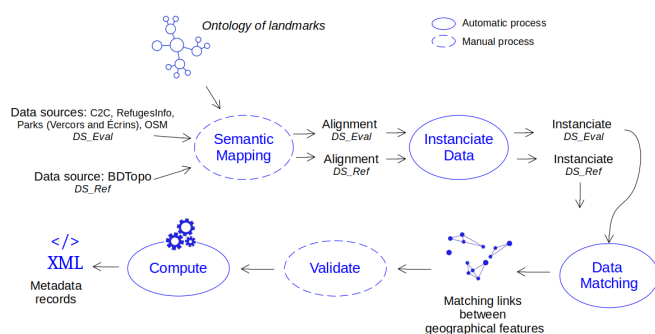 Ontology of landmarks
Automatic process
Manual process
Data sources: C2C, RefugesInfo,
Parks (Vercors and Ecrins), OSM
DS_Eval
Data source: BDTopo
DS_Ref
Semantic
Mapping
Alignment
DS_Eval
Alignment
DS_Ref
Instanciate
Data
Instanciate
DS_Eval
Instanciate
DS_Ref
Data
Matching
Matching links
between
geographical features
Validate
Compute
</>
XML
Metadata
records